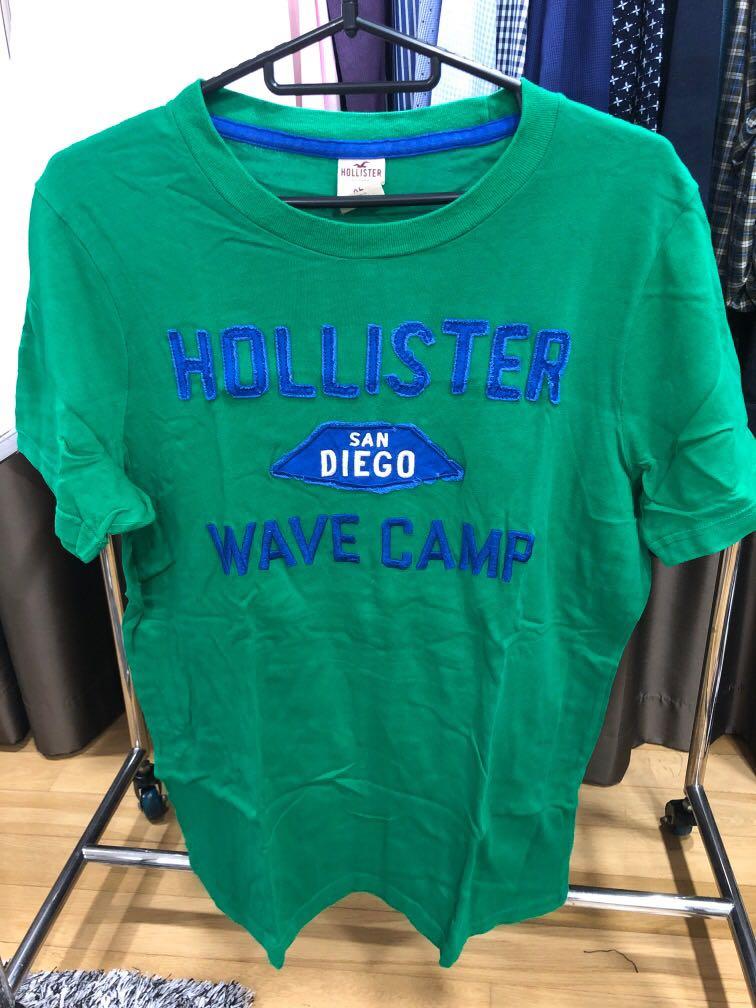 HOLLISTER
HOLLISTER
SAN
DIEGO
WAVE CAMP